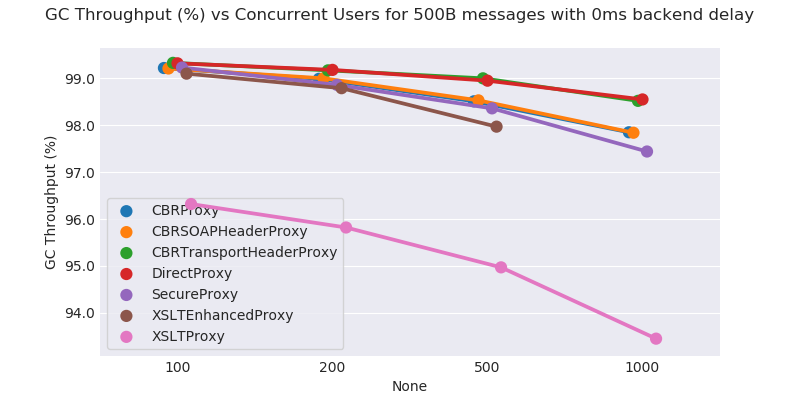 GC Throughput (%) vs Concurrent Users for 500B messages with 0ms backend delay
GC Throughput (%)
99.0
98.0
97.0
96.0
95.0
94.0
CBRProxy
CBRSOAPHeaderProxy
CBRTransportHeaderProxy
DirectProxy
SecureProxy
XSLTEnhancedProxy
XSLTProxy
100 200 500 1000
None